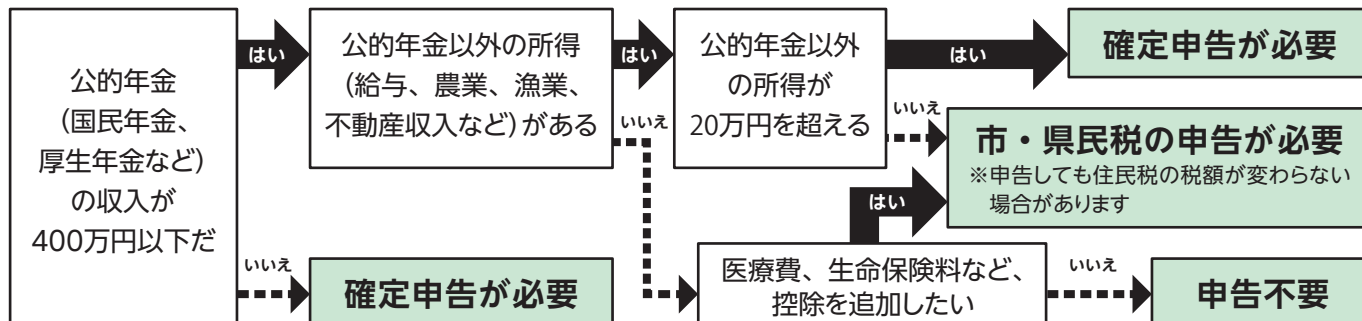 公的年金
(国民年金、
厚生年金など)
の収入が
400万円以下だ
はい
公的年金以外の所得
(給与、農業、漁業、
不動産収入など)がある
はい
公的年金以外
の所得が
20万円を超える
はい
確定申告が必要
いいえ
市・県民税の申告が必要
※申告しても住民税の税額が変わらない
場合があります
いいえ
医療費、生命保険料など、
控除を追加したい
はい
いいえ
申告不要
いいえ
確定申告が必要